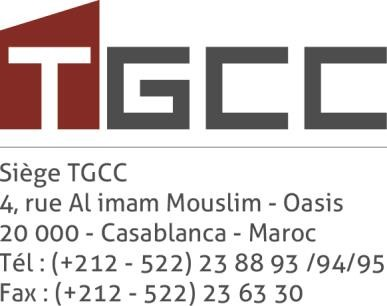 TGCC
Siège TGCC
4, rue Al imam Mouslim - Oasis
20 000 - Casablanca - Maroc
Tél : (+212 - 522) 23 88 93 /94/95
Fax : (+212 - 522) 23 63 30